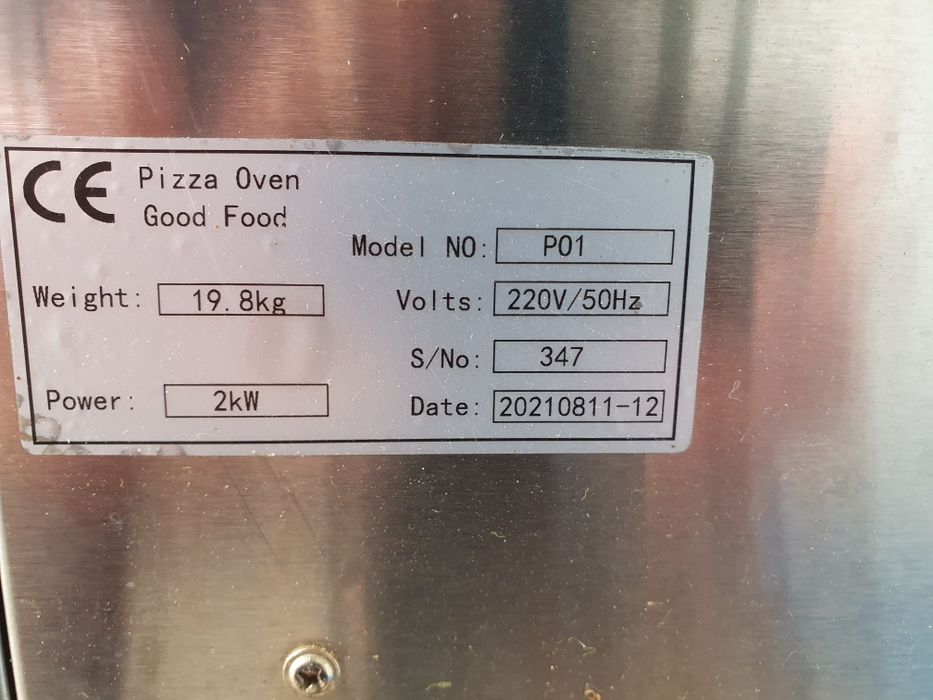 CE Pizza Oven
Good Food
Model NO: P01
Weight: 19.8kg Volts: 220V/50Hz
S/No: 347
Power: 2kW Date: 20210811-12